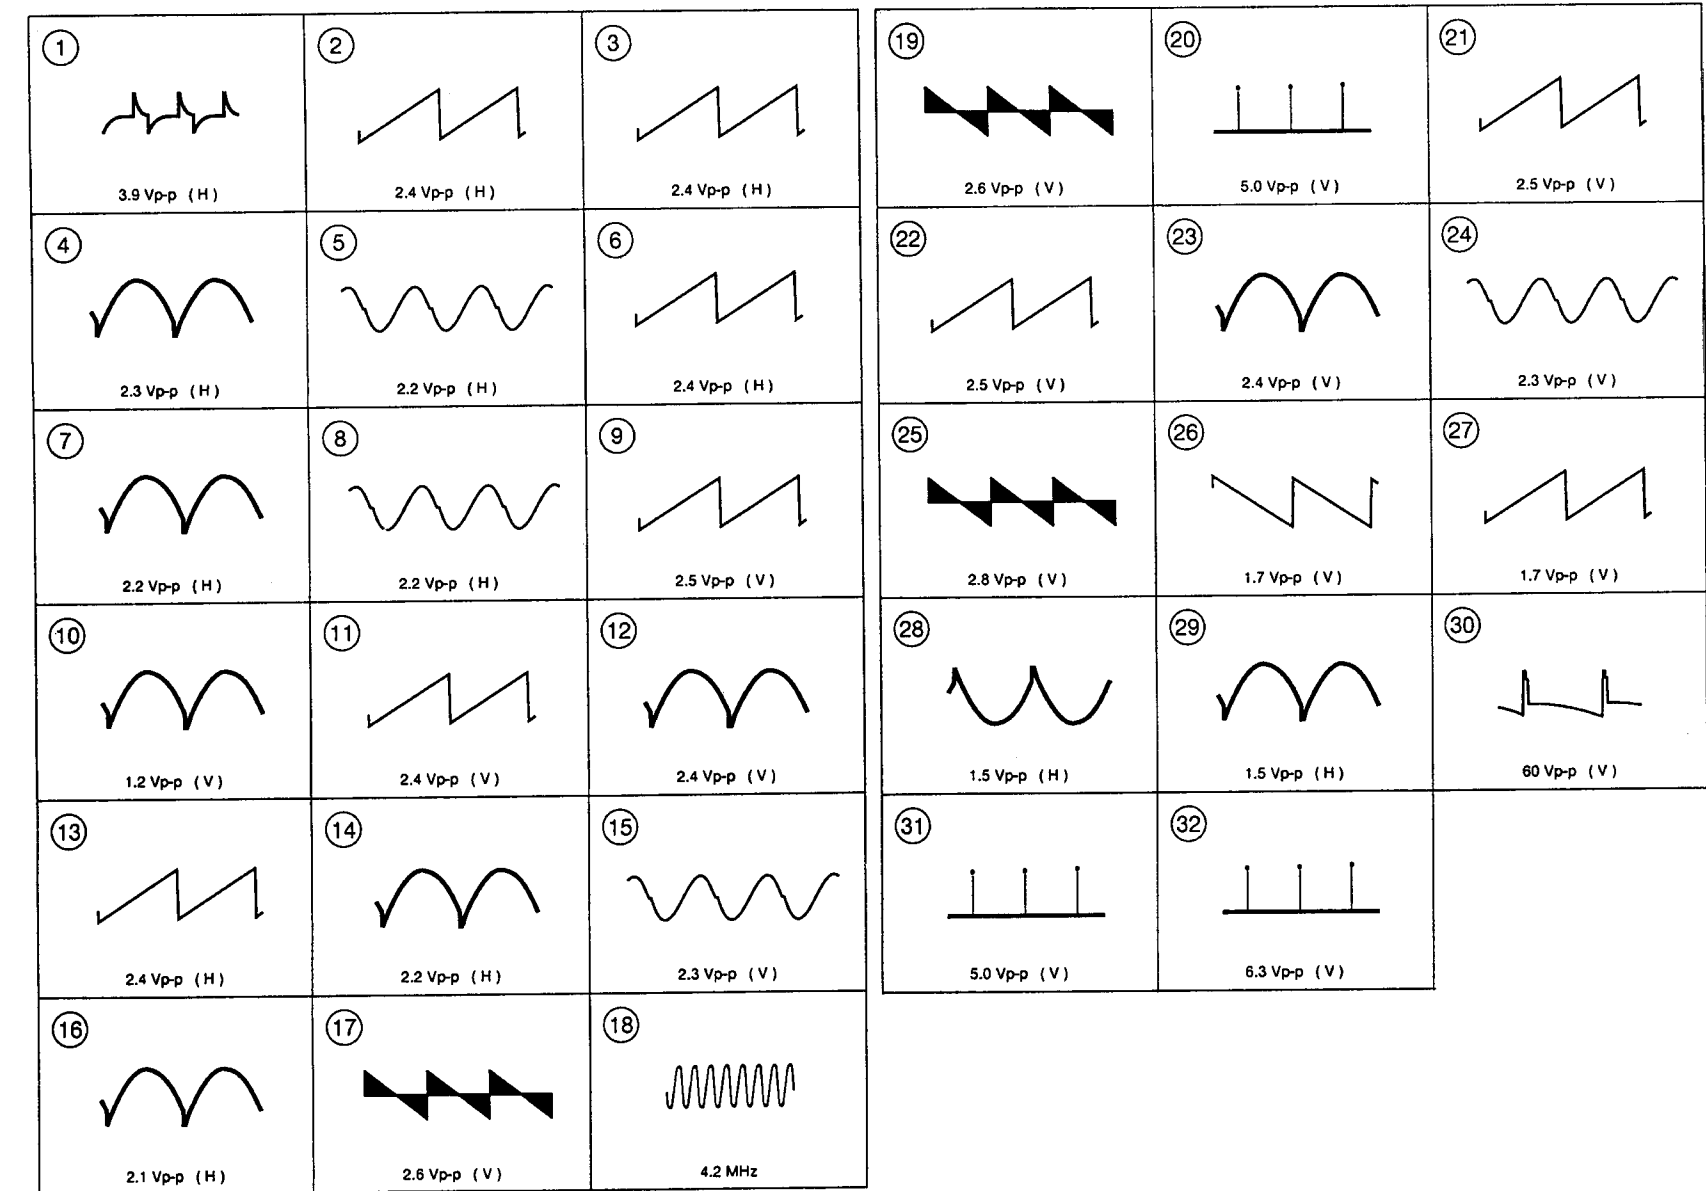 1 2 3
3.9 Vp-p (H) 2.4 Vp-p (H) 2.4 Vp-p (H)
4 5 6
2.3 Vp-p (H) 2.2 Vp-p (H) 2.4 Vp-p (H)
7 8 9
2.2 Vp-p (H) 2.2 Vp-p (H) 2.5 Vp-p (V)
10 11 12
1.2 Vp-p (V) 2.4 Vp-p (V) 2.4 Vp-p (V)
13 14 15
2.4 Vp-p (H) 2.2 Vp-p (H) 2.3 Vp-p (V)
16 17 18
2.1 Vp-p (H) 2.6 Vp-p (V) 4.2 MHz
19 20 21
2.6 Vp-p (V) 5.0 Vp-p (V) 2.5 Vp-p (V)
22 23 24
2.5 Vp-p (V) 2.4 Vp-p (V) 2.3 Vp-p (V)
25 26 27
2.8 Vp-p (V) 1.7 Vp-p (V) 1.7 Vp-p (V)
28 29 30
1.5 Vp-p (H) 1.5 Vp-p (H) 60 Vp-p (V)
31 32
5.0 Vp-p (V) 6.3 Vp-p (V)